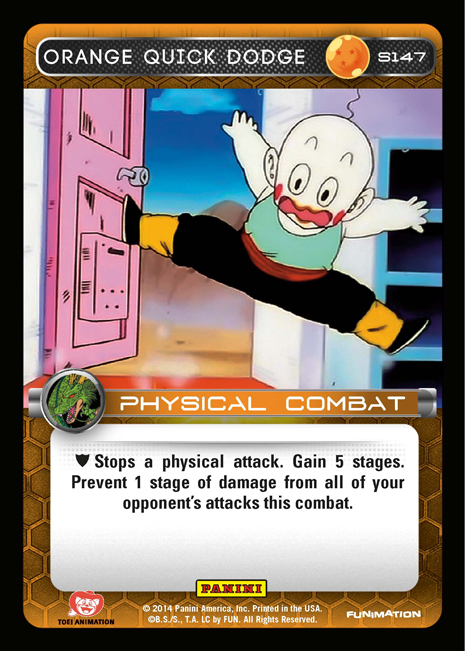 ORANGE QUICK DODGE
S147
PHYSICAL COMBAT
Stops a physical attack. Gain 5 stages.
Prevent 1 stage of damage from all of your
opponent's attacks this combat.
PANINI
TOEI ANIMATION
© 2014 Panini America, Inc. Printed in the USA.
©B.S./S., T.A. LC by FUN. All Rights Reserved.
FUNIMATION